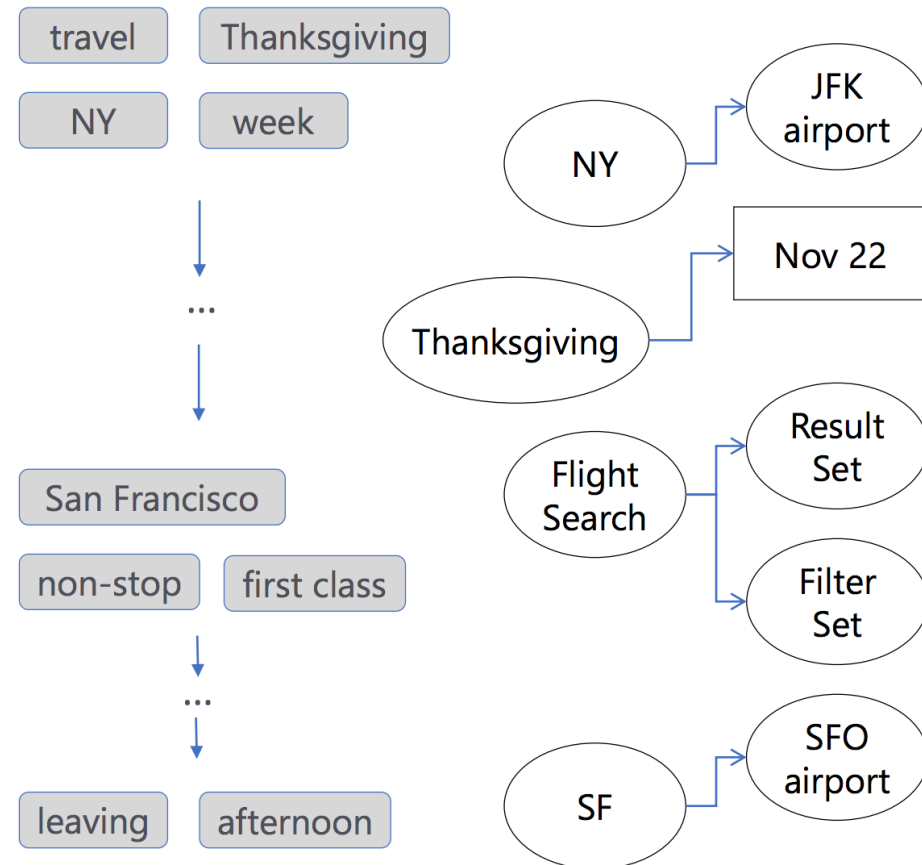 travel
Thanksgiving
NY
week
...
San Francisco
non-stop
first class
...
leaving
afternoon
NY
JFK
airport
Thanksgiving
Nov 22
Flight
Search
Result
Set
Filter
Set
SF
SFO
airport